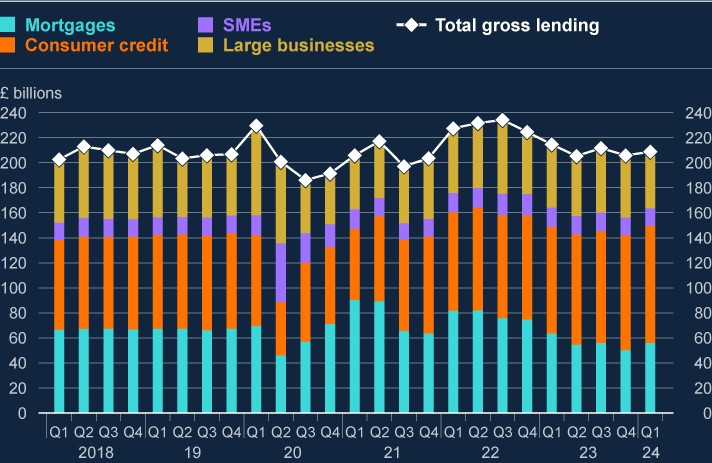 Mortgages SMEs Total gross lending
Consumer credit Large businesses
£ billions
240 240
220 220
200 200
180 180
160 160
140 140
120 120
100 100
80 80
60 60
40 40
20 20
0 0
Q1 Q2 Q3 Q4 Q1 Q2 Q3 Q4 Q1 Q2 Q3 Q4 Q1 Q2 Q3 Q4 Q1 Q2 Q3 Q4 Q1 Q2 Q3 Q4 Q1
2018 19 20 21 22 23 24